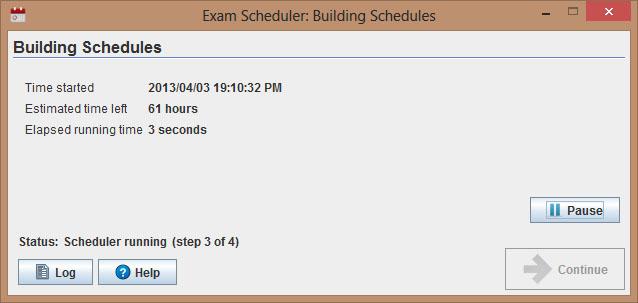 Exam Scheduler: Building Schedules
Building Schedules
Time started 2013/04/03 19:10:32 PM
Estimated time left 61 hours
Elapsed running time 3 seconds
Pause
Status: Scheduler running (step 3 of 4)
Log Help Continue